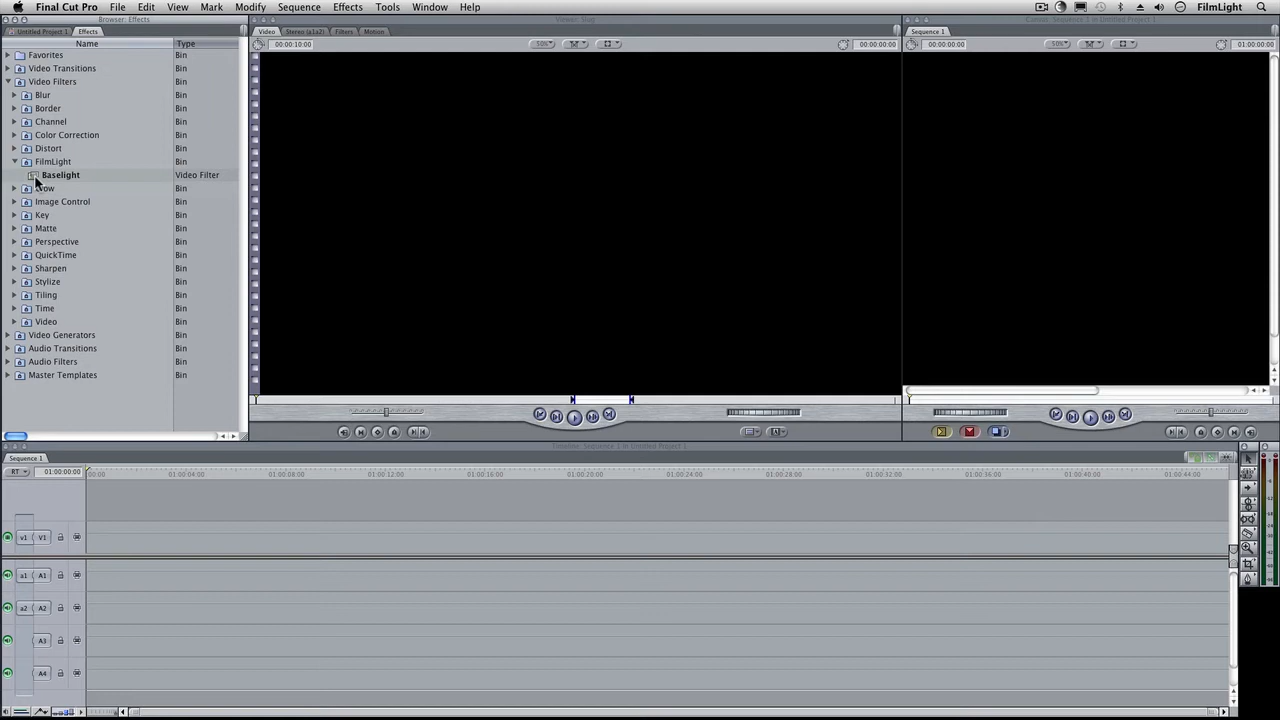 Final Cut Pro File Edit View Mark Modify Sequence Effects Tools Window Help FilmLight
Browser: Effects
Viewer: Slug
Canvas: Sequence 1 in Untitled Project 1
Untitled Project 1 Effects
Video Stereo (a1a2) Filters Motion
Sequence 1
Name Type
00:00:10:00 50% 00:00:00:00
00:00:00:00 50% 01:00:00:00
Favorites Bin
Video Transitions Bin
Video Filters Bin
Blur Bin
Border Bin
Channel Bin
Color Correction Bin
Distort Bin
FilmLight Bin
Baselight Video Filter
Bin
Image Control Bin
Key Bin
Matte Bin
Perspective Bin
QuickTime Bin
Sharpen Bin
Stylize Bin
Tiling Bin
Time Bin
Video Bin
Video Generators Bin
Audio Transitions Bin
Audio Filters Bin
Master Templates Bin
Timeline: Sequence 1 in Untitled Project 1
Sequence 1
RT 01:00:00:00 00:00 01:00:04:00 01:00:08:00 01:00:12:00 01:00:16:00 01:00:20:00 01:00:24:00 01:00:28:00 01:00:32:00 01:00:36:00 01:00:40:00 01:00:44:00
v1 V1
a1 A1
a2 A2
A3
A4